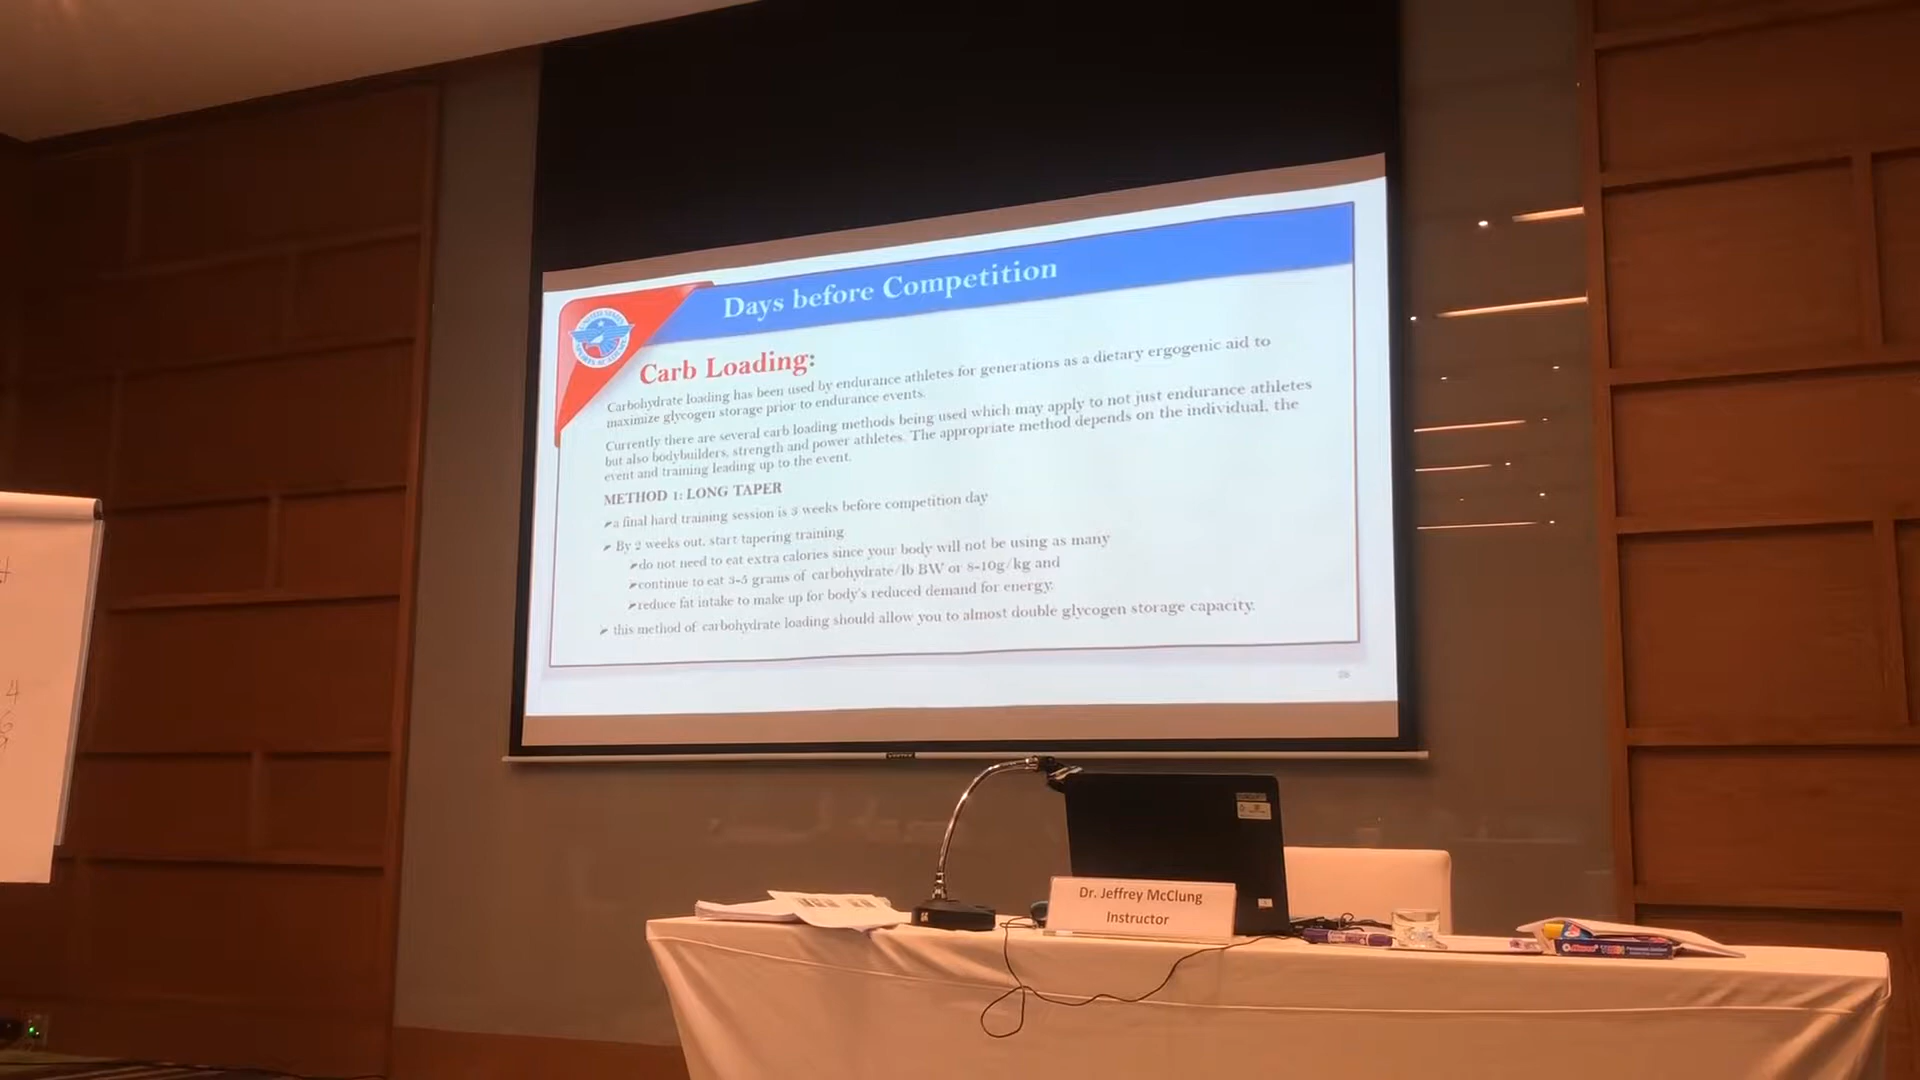 Days before Competition
UNITED STATES
SPORTS ACADEMY
Carb Loading:
Carbohydrate loading has been used by endurance athletes for generations as a dietary ergogenic aid to
maximize glycogen storage prior to endurance events.
Currently there are several carb loading methods being used which may apply to not just endurance athletes
but also bodybuilders, strength and power athletes. The appropriate method depends on the individual, the
event and training leading up to the event.
METHOD 1: LONG TAPER
➢a final hard training session is 3 weeks before competition day
➢ By 2 weeks out, start tapering training
➢do not need to eat extra calories since your body will not be using as many
➢continue to eat 3-5 grams of carbohydrate/lb BW or 8-10g/kg and
➢reduce fat intake to make up for body's reduced demand for energy.
➢ this method of carbohydrate loading should allow you to almost double glycogen storage capacity.
Dr. Jeffrey McClung
Instructor
4